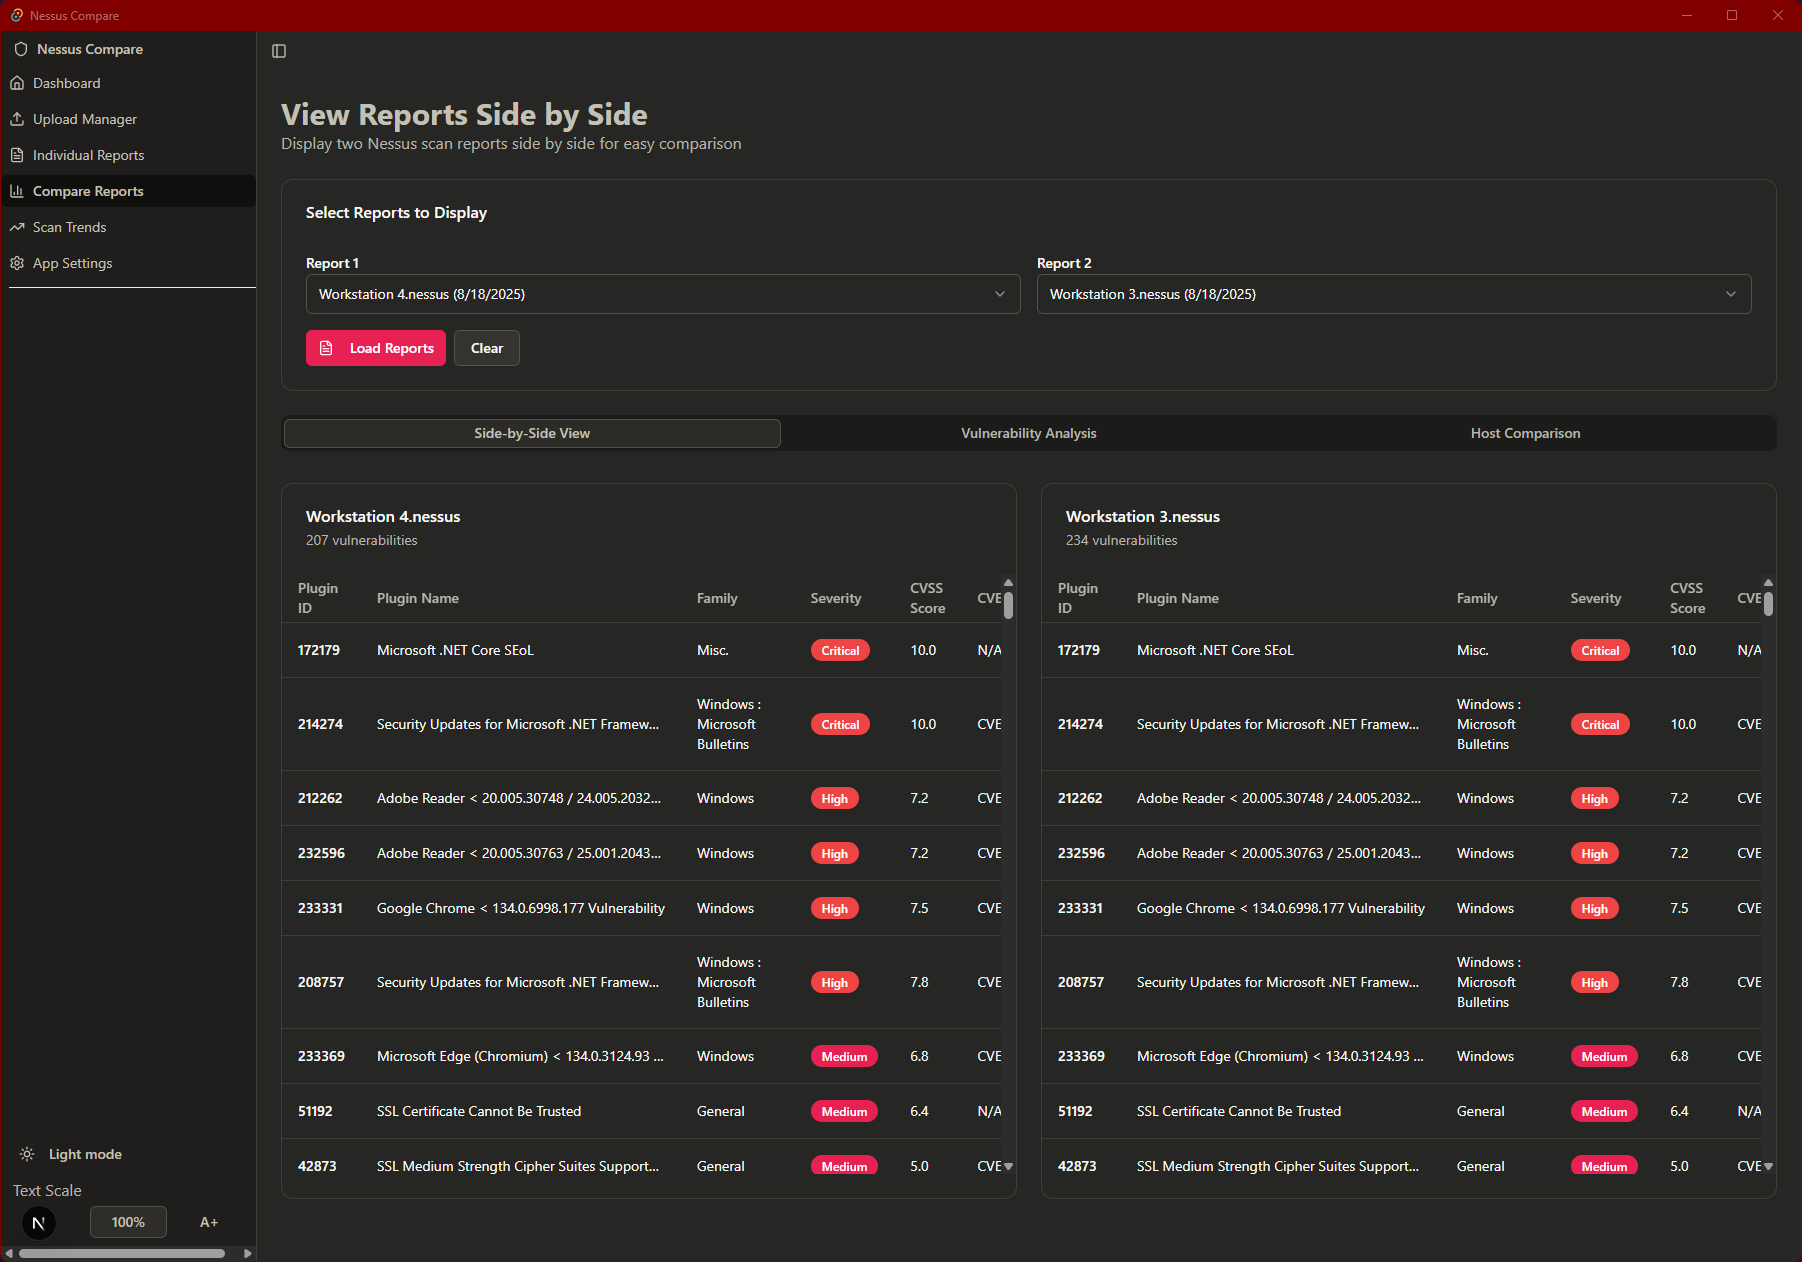 Nessus Compare
Nessus Compare
Dashboard
Upload Manager
Individual Reports
Compare Reports
Scan Trends
App Settings
Light mode
Text Scale
N
100%
A+
View Reports Side by Side
Display two Nessus scan reports side by side for easy comparison
Select Reports to Display
Report 1
Workstation 4.nessus (8/18/2025)
Report 2
Workstation 3.nessus (8/18/2025)
Load Reports
Clear
Side-by-Side View
Vulnerability Analysis
Host Comparison
Workstation 4.nessus
207 vulnerabilities
Plugin ID Plugin Name Family Severity CVSS Score CVE
172179 Microsoft .NET Core SEoL Misc. Critical 10.0 N/A
214274 Security Updates for Microsoft .NET Framew... Windows : Microsoft Bulletins Critical 10.0 CVE
212262 Adobe Reader < 20.005.30748 / 24.005.2032... Windows High 7.2 CVE
232596 Adobe Reader < 20.005.30763 / 25.001.2043... Windows High 7.2 CVE
233331 Google Chrome < 134.0.6998.177 Vulnerability Windows High 7.5 CVE
208757 Security Updates for Microsoft .NET Framew... Windows : Microsoft Bulletins High 7.8 CVE
233369 Microsoft Edge (Chromium) < 134.0.3124.93 ... Windows Medium 6.8 CVE
51192 SSL Certificate Cannot Be Trusted General Medium 6.4 N/A
42873 SSL Medium Strength Cipher Suites Support... General Medium 5.0 CVE
Workstation 3.nessus
234 vulnerabilities
Plugin ID Plugin Name Family Severity CVSS Score CVE
172179 Microsoft .NET Core SEoL Misc. Critical 10.0 N/A
214274 Security Updates for Microsoft .NET Framew... Windows : Microsoft Bulletins Critical 10.0 CVE
212262 Adobe Reader < 20.005.30748 / 24.005.2032... Windows High 7.2 CVE
232596 Adobe Reader < 20.005.30763 / 25.001.2043... Windows High 7.2 CVE
233331 Google Chrome < 134.0.6998.177 Vulnerability Windows High 7.5 CVE
208757 Security Updates for Microsoft .NET Framew... Windows : Microsoft Bulletins High 7.8 CVE
233369 Microsoft Edge (Chromium) < 134.0.3124.93 ... Windows Medium 6.8 CVE
51192 SSL Certificate Cannot Be Trusted General Medium 6.4 N/A
42873 SSL Medium Strength Cipher Suites Support... General Medium 5.0 CVE